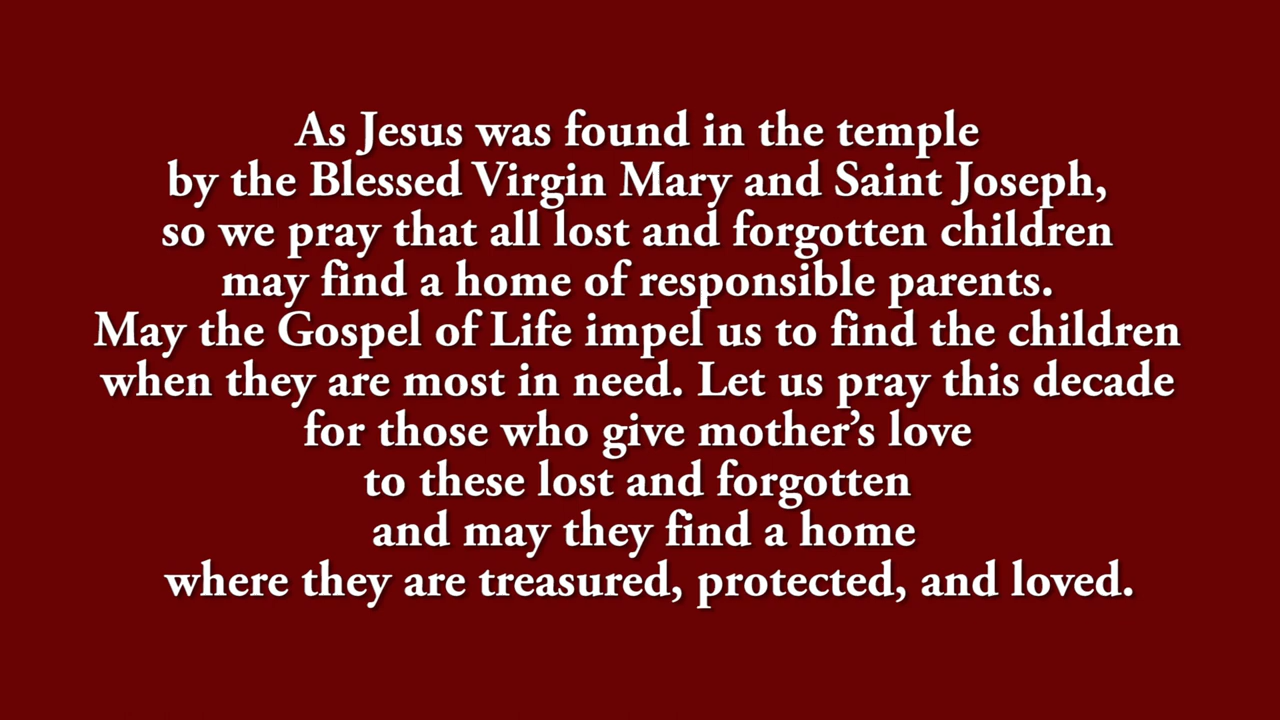 As Jesus was found in the temple
by the Blessed Virgin Mary and Saint Joseph,
so we pray that all lost and forgotten children
may find a home of responsible parents.
May the Gospel of Life impel us to find the children
when they are most in need. Let us pray this decade
for those who give mother’s love
to these lost and forgotten
and may they find a home
where they are treasured, protected, and loved.